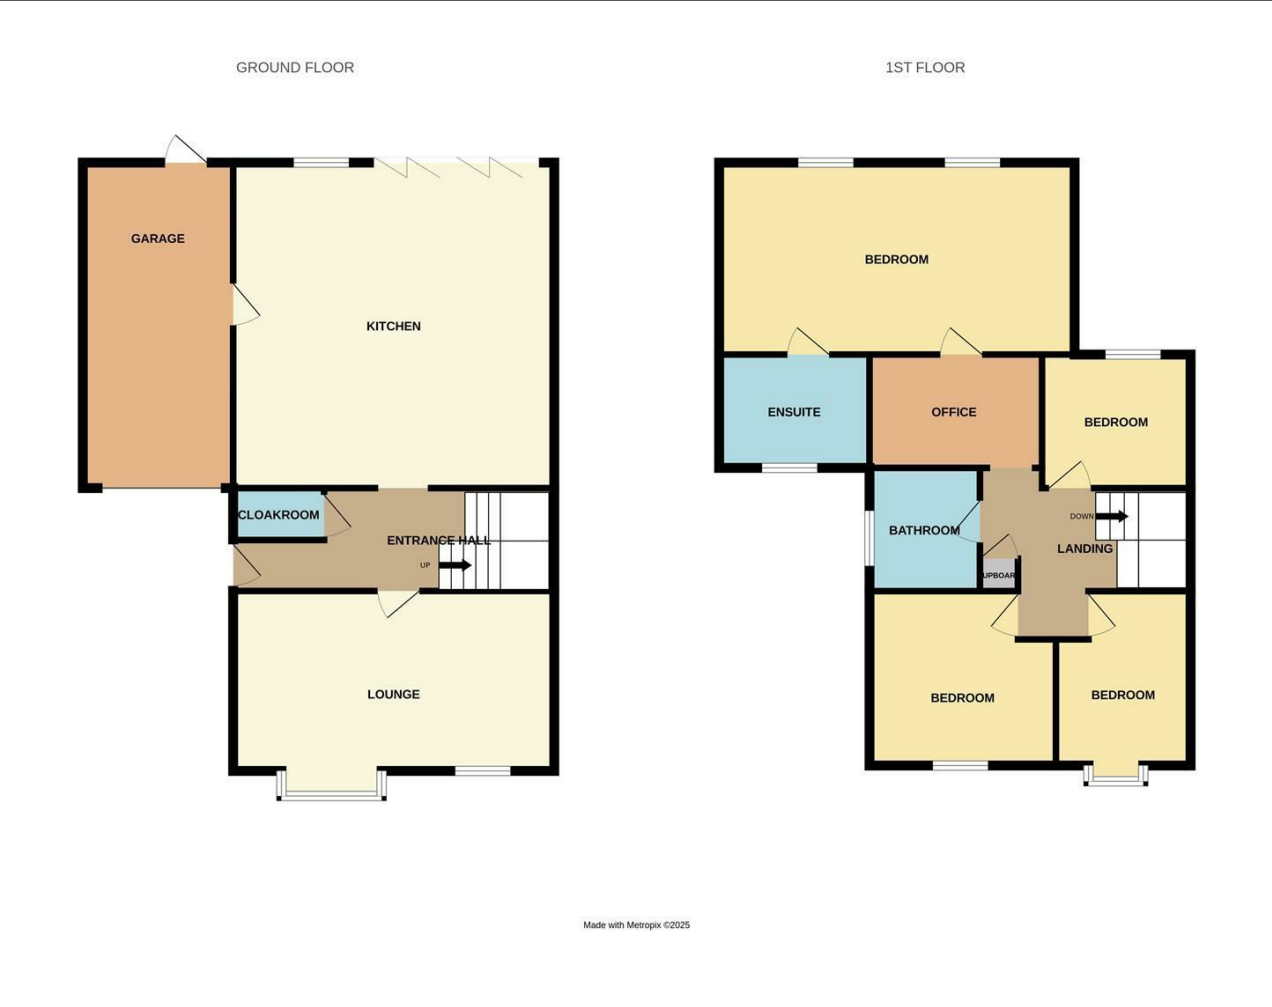 GROUND FLOOR
1ST FLOOR
GARAGE
KITCHEN
CLOAKROOM
ENTRANCE HALL
UP
LOUNGE
BEDROOM
ENSUITE
OFFICE
BEDROOM
BATHROOM
DOWN
LANDING
UPBOAR
BEDROOM
BEDROOM
Made with Metropix ©2025